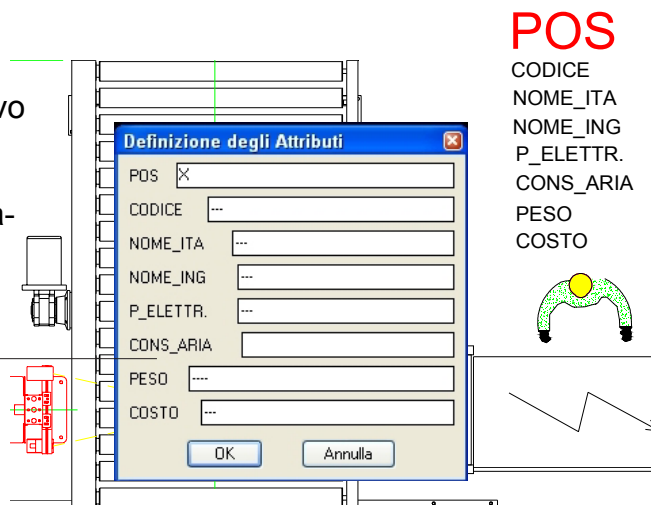 POS
CODICE
NOME_ITA
NOME_ING
P_ELETTR.
CONS_ARIA
PESO
COSTO
vo
a-
Definizione degli Attributi
POS X
CODICE ---
NOME_ITA ---
NOME_ING ---
P_ELETTR. ---
CONS_ARIA
PESO ----
COSTO ---
OK Annulla